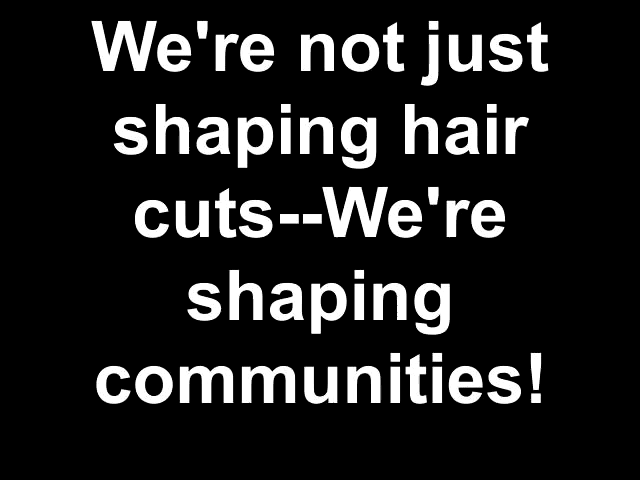 We're not just
shaping hair
cuts--We're
shaping
communities!